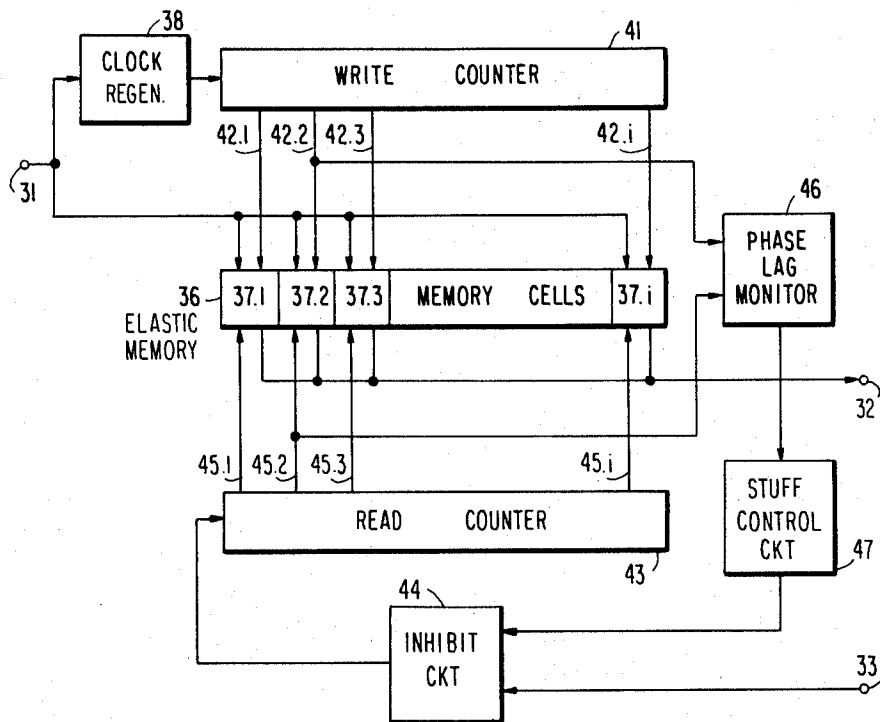 38
CLOCK
REGEN.
41
WRITE COUNTER
42.1
42.2
42.3
42.i
31
46
PHASE
LAG
MONITOR
36
37.1
37.2
37.3
MEMORY CELLS
37.i
ELASTIC
MEMORY
32
45.1
45.2
45.3
45.i
READ COUNTER
43
STUFF
CONTROL
CKT
47
44
INHIBIT
CKT
33